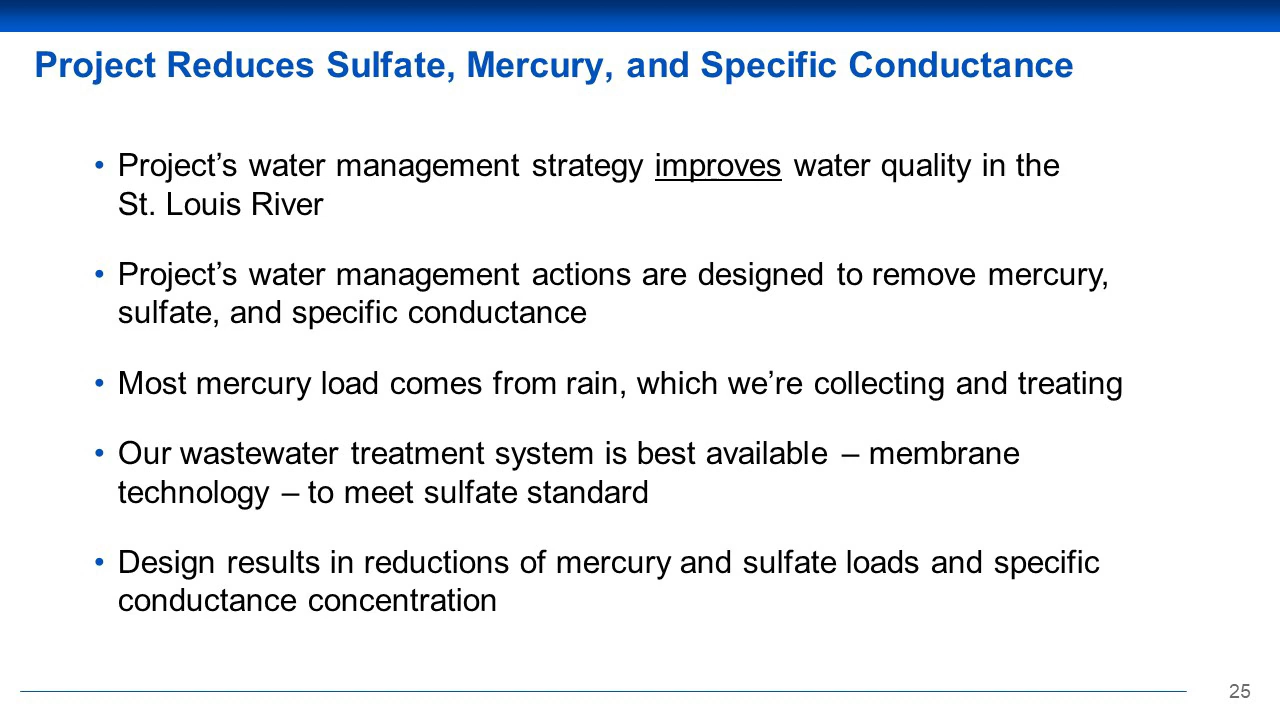 Project Reduces Sulfate, Mercury, and Specific Conductance
• Project’s water management strategy improves water quality in the
St. Louis River
• Project’s water management actions are designed to remove mercury,
sulfate, and specific conductance
• Most mercury load comes from rain, which we’re collecting and treating
• Our wastewater treatment system is best available – membrane
technology – to meet sulfate standard
• Design results in reductions of mercury and sulfate loads and specific
conductance concentration
25